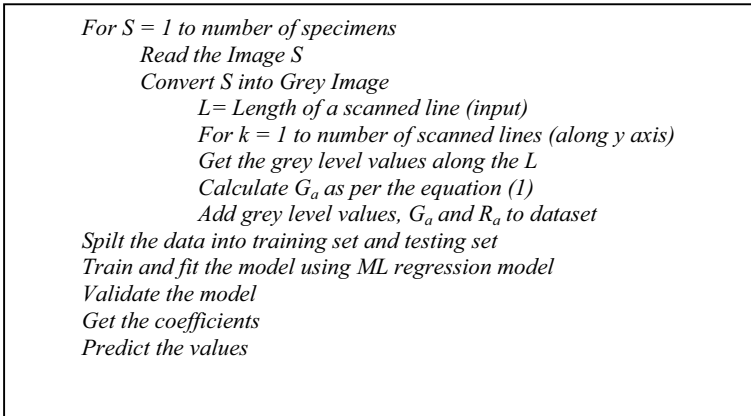 For S = 1 to number of specimens
Read the Image S
Convert S into Grey Image
L= Length of a scanned line (input)
For k = 1 to number of scanned lines (along y axis)
Get the grey level values along the L
Calculate Gₐ as per the equation (1)
Add grey level values, Gₐ and Rₐ to dataset
Spilt the data into training set and testing set
Train and fit the model using ML regression model
Validate the model
Get the coefficients
Predict the values